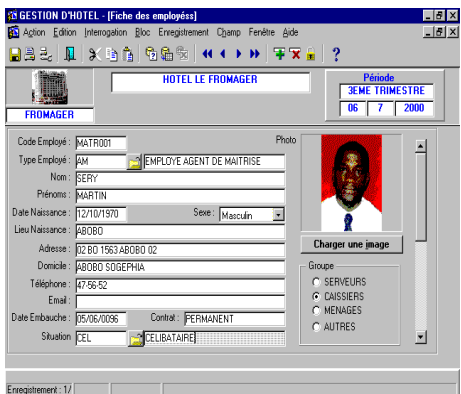 GESTION D'HOTEL - [Fiche des employéss]
Action Edition Interrogation Bloc Enregistrement Champ Fenêtre Aide
?
HOTEL LE FROMAGER
Période
3EME TRIMESTRE
06 7 2000
FROMAGER
Code Employé : MATR001
Photo
Type Employé : AM EMPLOYE AGENT DE MAITRISE
Nom : SERY
Prénoms : MARTIN
Date Naissance : 12/10/1970 Sexe : Masculin
Lieu Naissance : ABOBO
Adresse : 02 BO 1563 ABOBO 02
Domicile : ABOBO SOGEPHIA
Téléphone : 47-56-52
Email :
Date Embauche : 05/06/0096 Contrat : PERMANENT
Situation CEL CELIBATAIRE
Charger une image
Groupe
SERVEURS
CAISSIERS
MENAGES
AUTRES
Enregistrement : 1/